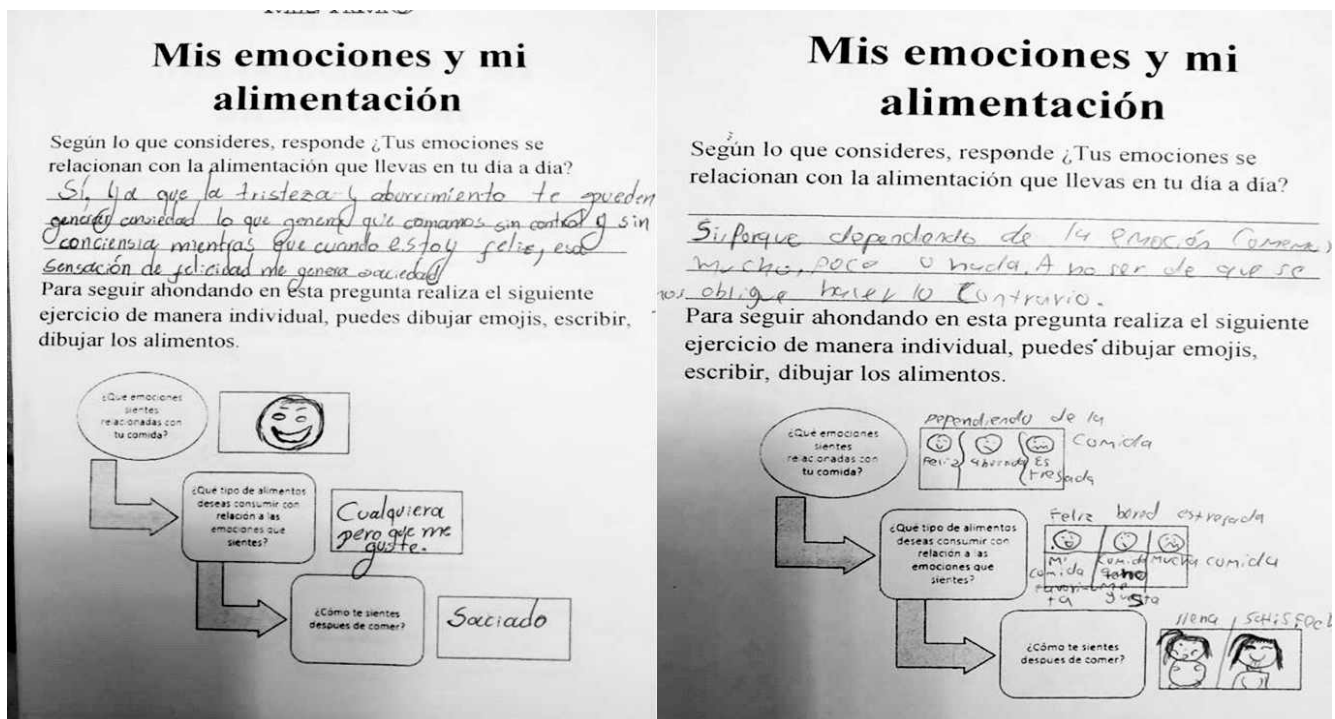 Mis emociones y mi
alimentación
Según lo que consideres, responde ¿Tus emociones se
relacionan con la alimentación que llevas en tu día a día?
Sí, ya que la tristeza y aburrimiento te pueden
generar ansiedad lo que genera que comamos sin control y sin
conciensia mientras que cuando estoy feliz, esa
sensación de felicidad me genera saciedad
Para seguir ahondando en esta pregunta realiza el siguiente
ejercicio de manera individual, puedes dibujar emojis, escribir,
dibujar los alimentos.
¿Qué emociones
sientes
relacionadas con
tu comida?
¿Qué tipo de alimentos
deseas consumir con
relación a las
emociones que
sientes?
Cualquiera
pero que me
guste.
¿Cómo te sientes
despues de comer?
Saciado
Mis emociones y mi
alimentación
Según lo que consideres, responde ¿Tus emociones se
relacionan con la alimentación que llevas en tu día a día?
Si, porque dependiendo de la emoción comemos
mucho, poco o nada. A no ser de que se
nos obligue hacer lo contrario.
Para seguir ahondando en esta pregunta realiza el siguiente
ejercicio de manera individual, puedes dibujar emojis,
escribir, dibujar los alimentos.
¿Qué emociones
sientes
relacionadas con
tu comida?
Dependiendo de la
comida
Feliz aburrida Es
tresada
¿Qué tipo de alimentos
deseas consumir con
relación a las
emociones que
sientes?
Feliz bored estresada
Mi comida favorita
comida que no me gusta
Mucha comida
¿Cómo te sientes
despues de comer?
llena